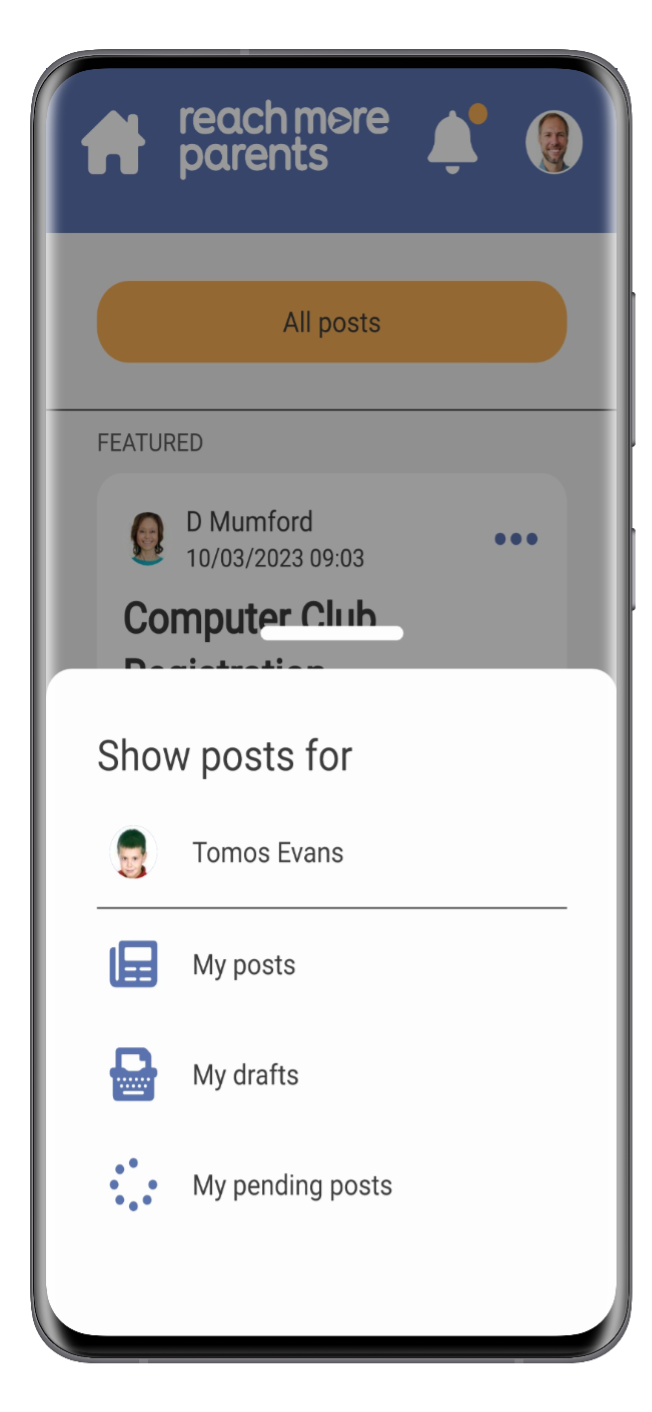 reach more
parents
All posts
FEATURED
D Mumford
10/03/2023 09:03
Computer Club
Registration
Show posts for
Tomos Evans
My posts
My drafts
My pending posts